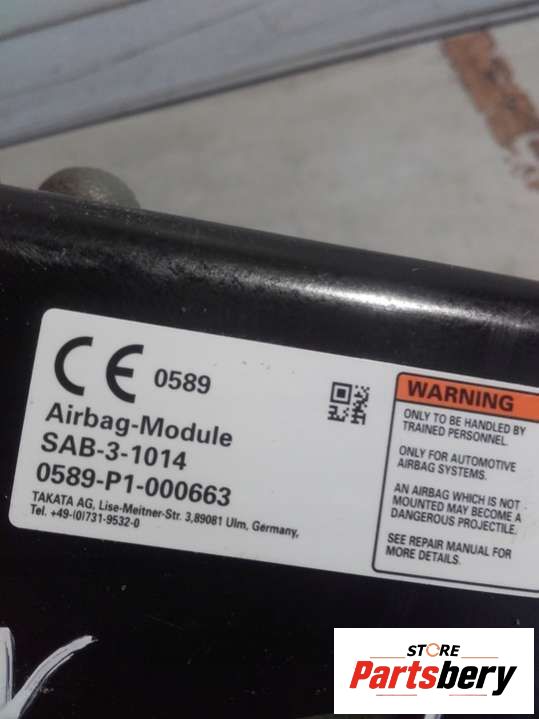 CE 0589
Airbag-Module
SAB-3-1014
0589-P1-000663
TAKATA AG, Lise-Meitner-Str. 3,89081 Ulm, Germany,
Tel. +49-(0)731-9532-0
WARNING
ONLY TO BE HANDLED BY
TRAINED PERSONNEL.
ONLY FOR AUTOMOTIVE
AIRBAG SYSTEMS.
AN AIRBAG WHICH IS NOT
MOUNTED MAY BECOME A
DANGEROUS PROJECTILE.
SEE REPAIR MANUAL FOR
MORE DETAILS.
STORE
Partsbery